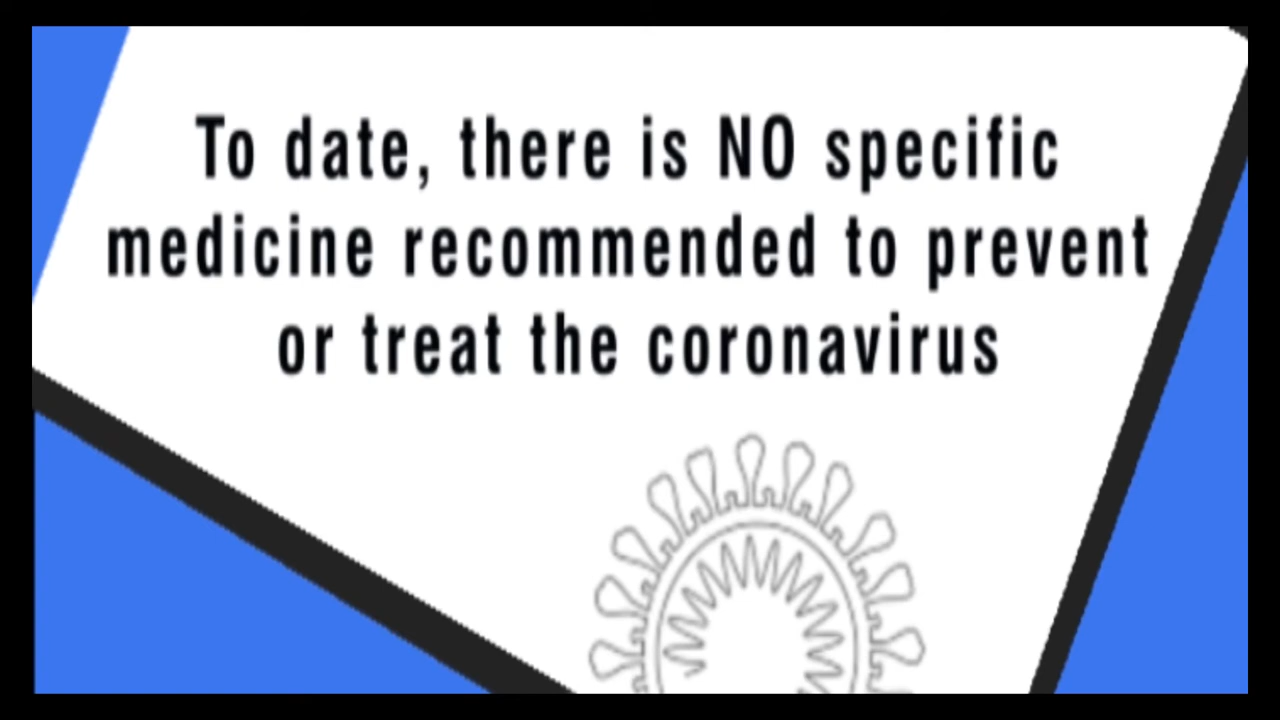 To date, there is NO specific
medicine recommended to prevent
or treat the coronavirus